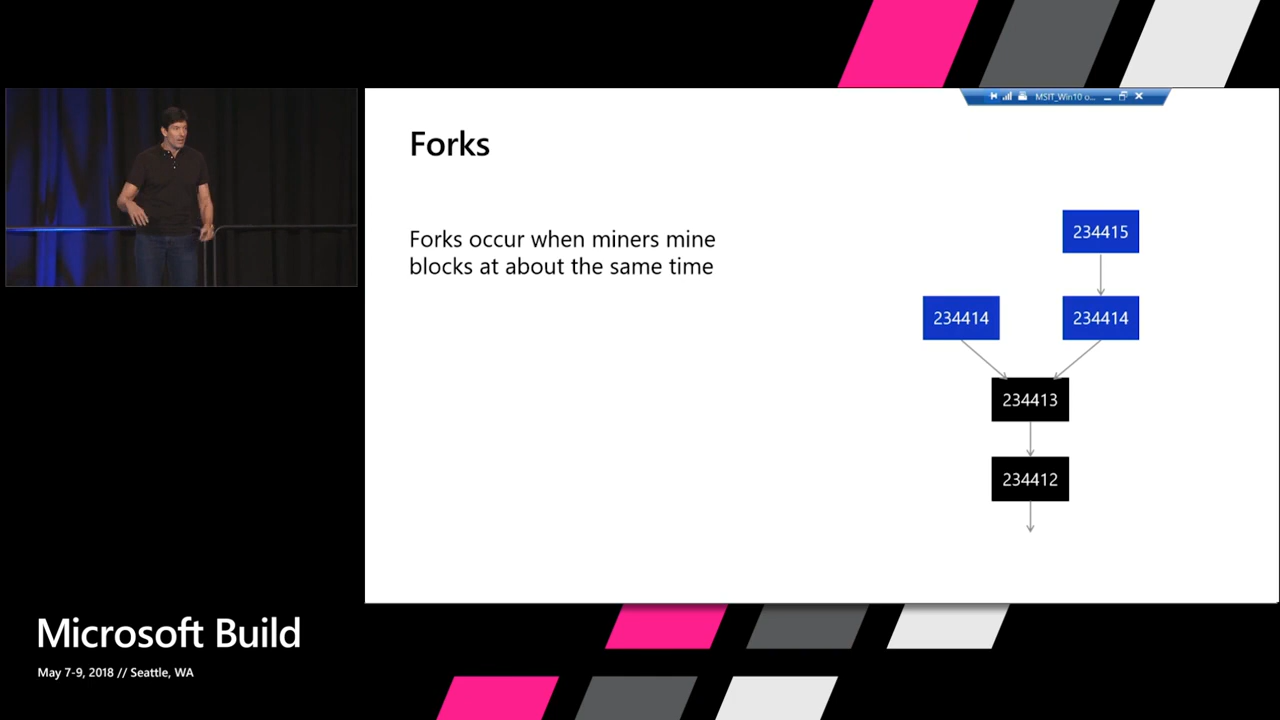 MSIT_Win10 o...
Forks
Forks occur when miners mine
blocks at about the same time
234415
234414
234414
234413
234412
Microsoft Build
May 7-9, 2018 // Seattle, WA